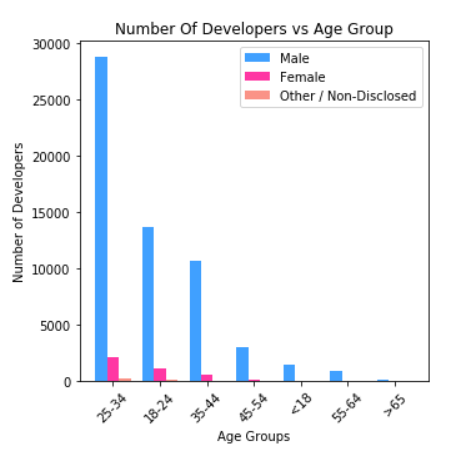 Number Of Developers vs Age Group
Male
Female
Other / Non-Disclosed
Number of Developers
30000
25000
20000
15000
10000
5000
0
25-34
18-24
35-44
45-54
<18
55-64
>65
Age Groups